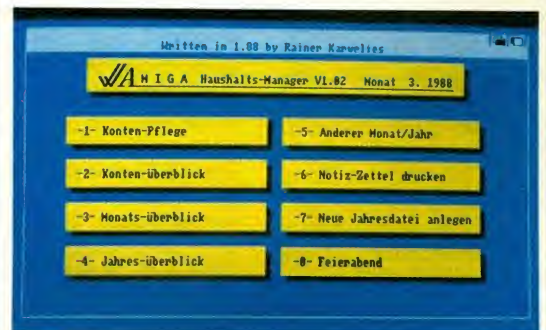 Written in 1.88 by Rainer Karwelies
AMIGA Haushalts-Manager V1.02 Monat 3. 1988
-1- Konten-Pflege
-2- Konten-überblick
-3- Monats-überblick
-4- Jahres-überblick
-5- Anderer Monat/Jahr
-6- Notiz-Zettel drucken
-7- Neue Jahresdatei anlegen
-0- Feierabend